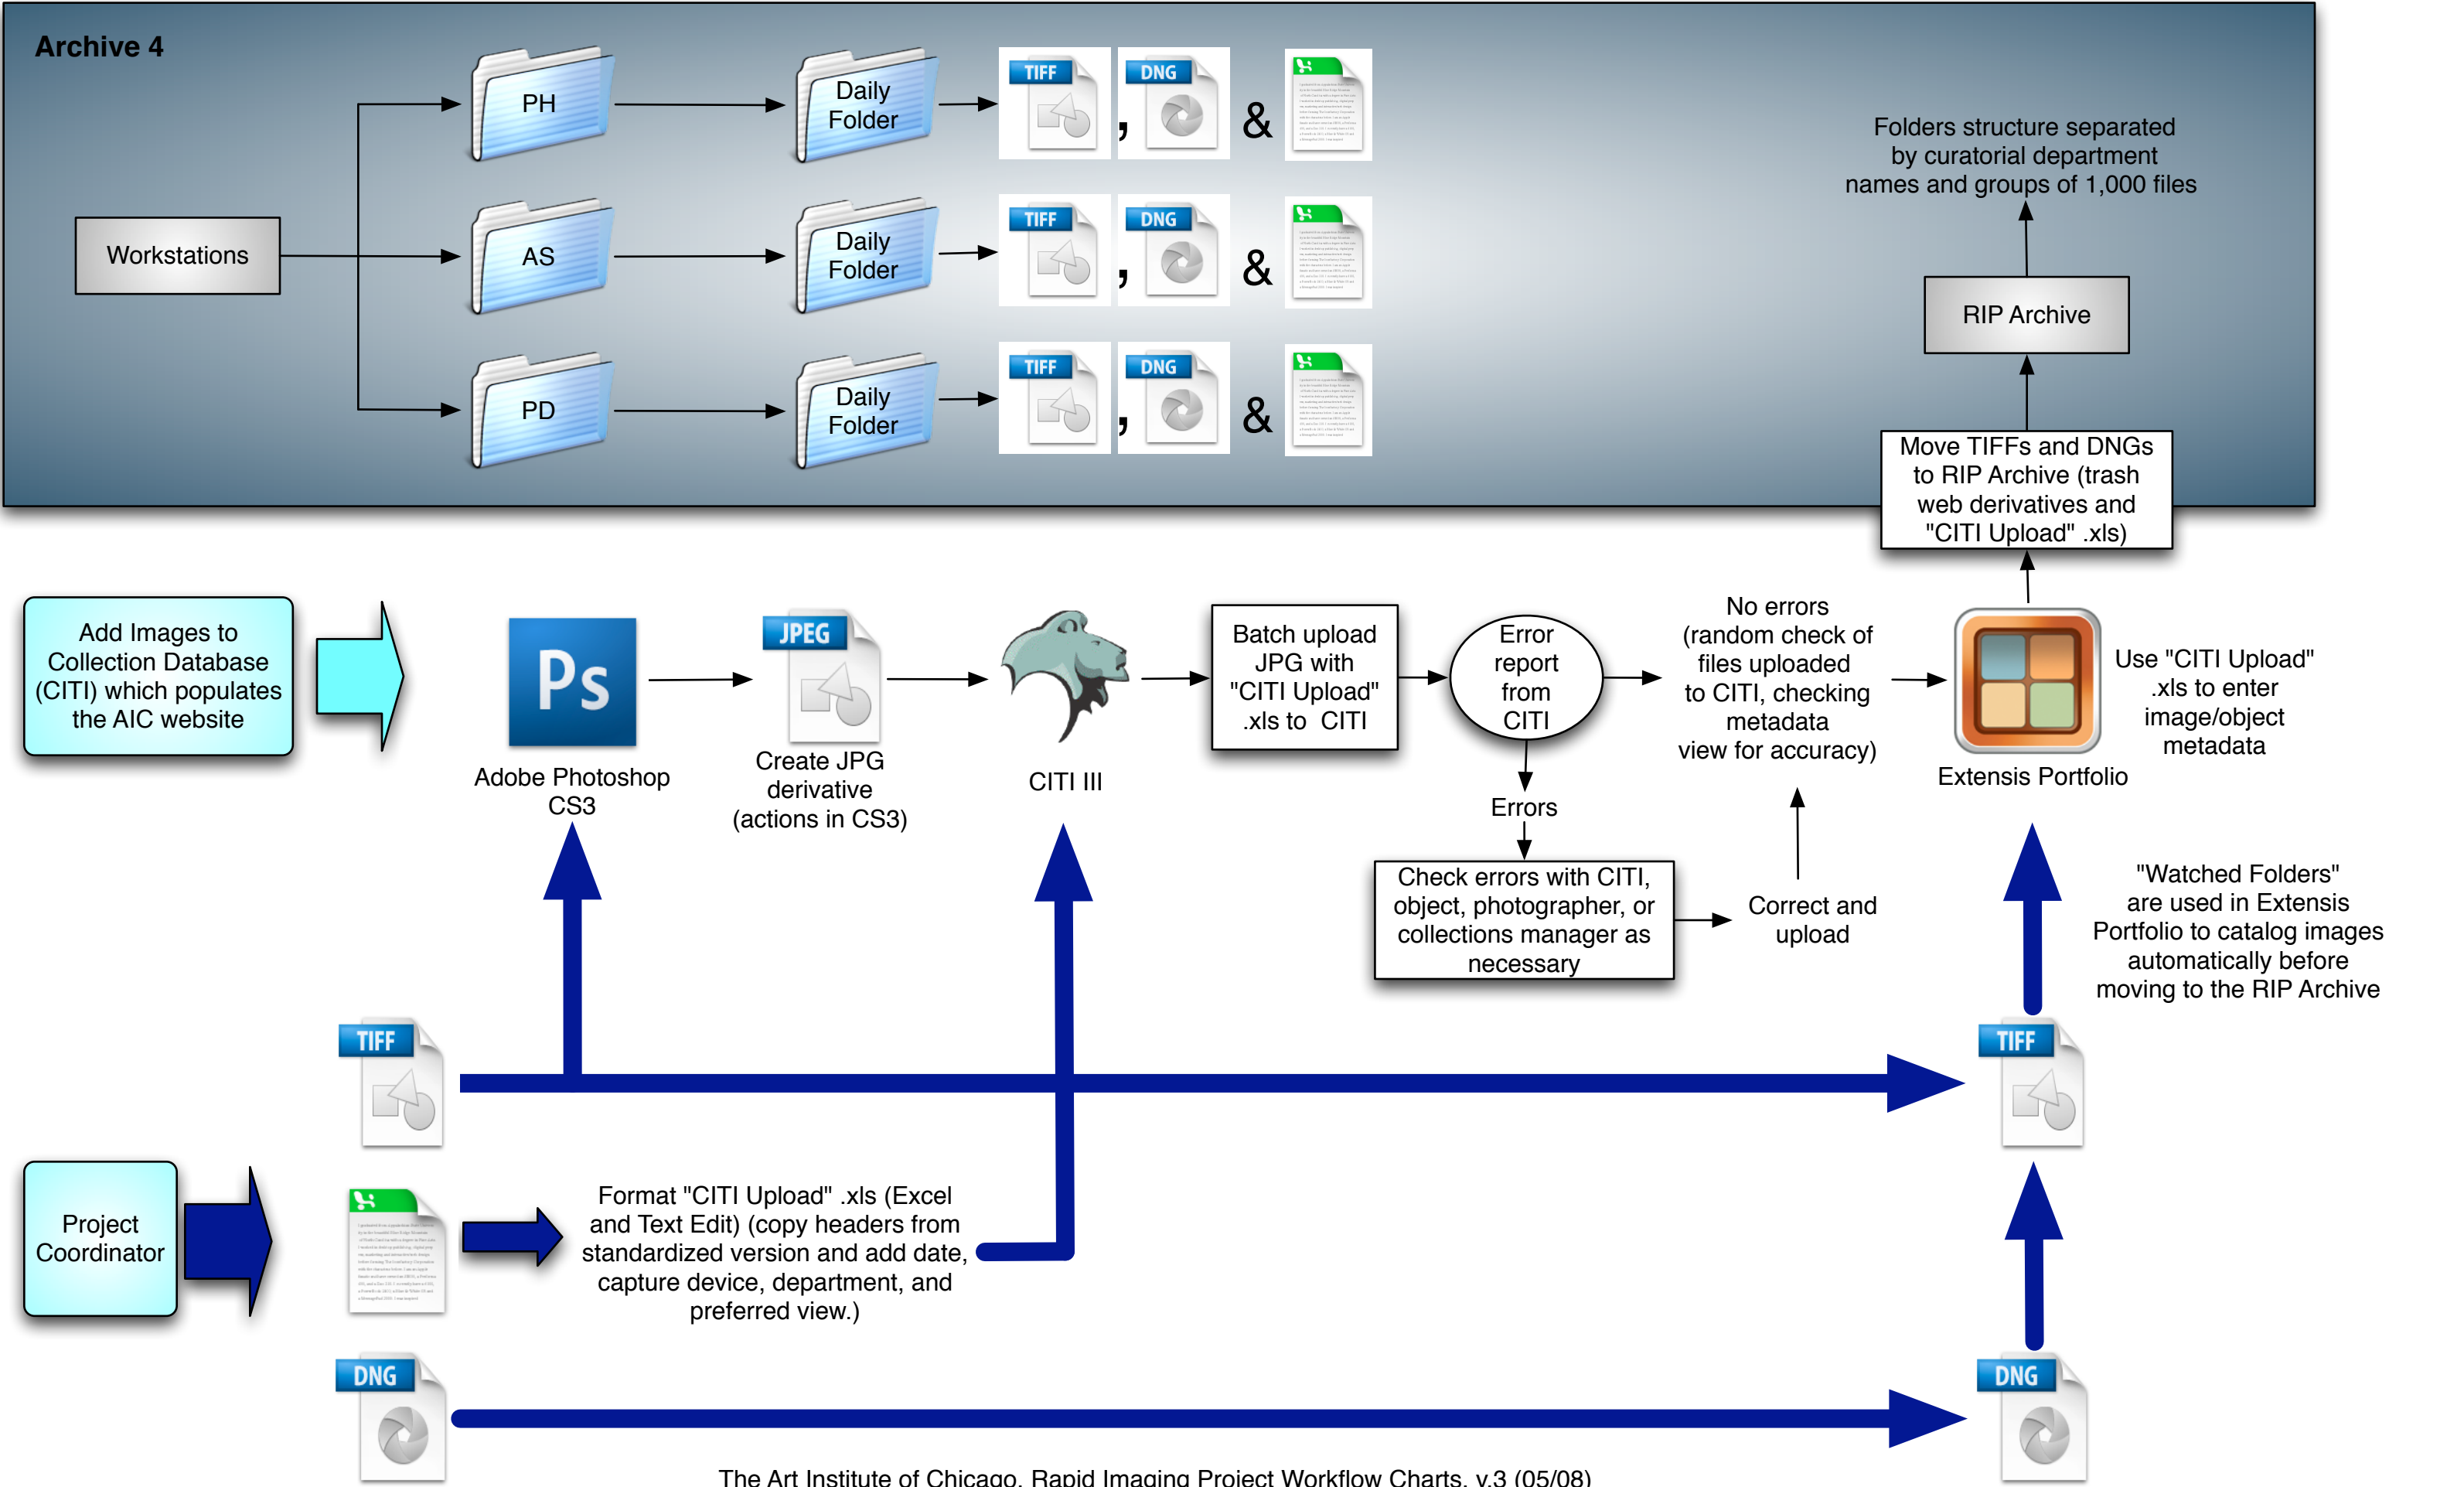 Archive 4
PH
Daily
Folder
TIFF
,
DNG
&
Folders structure separated
by curatorial department
names and groups of 1,000 files
Workstations
AS
Daily
Folder
TIFF
,
DNG
&
RIP Archive
PD
Daily
Folder
TIFF
,
DNG
&
Move TIFFs and DNGs
to RIP Archive (trash
web derivatives and
"CITI Upload" .xls)
Add Images to
Collection Database
(CITI) which populates
the AIC website
Ps
Adobe Photoshop
CS3
JPEG
Create JPG
derivative
(actions in CS3)
CITI III
Batch upload
JPG with
"CITI Upload"
.xls to CITI
Error
report
from
CITI
No errors
(random check of
files uploaded
to CITI, checking
metadata
view for accuracy)
Extensis Portfolio
Use "CITI Upload"
.xls to enter
image/object
metadata
Errors
Check errors with CITI,
object, photographer, or
collections manager as
necessary
Correct and
upload
"Watched Folders"
are used in Extensis
Portfolio to catalog images
automatically before
moving to the RIP Archive
TIFF
TIFF
Project
Coordinator
Format "CITI Upload" .xls (Excel
and Text Edit) (copy headers from
standardized version and add date,
capture device, department, and
preferred view.)
DNG
DNG
The Art Institute of Chicago, Rapid Imaging Project Workflow Charts, v.3 (05/08)